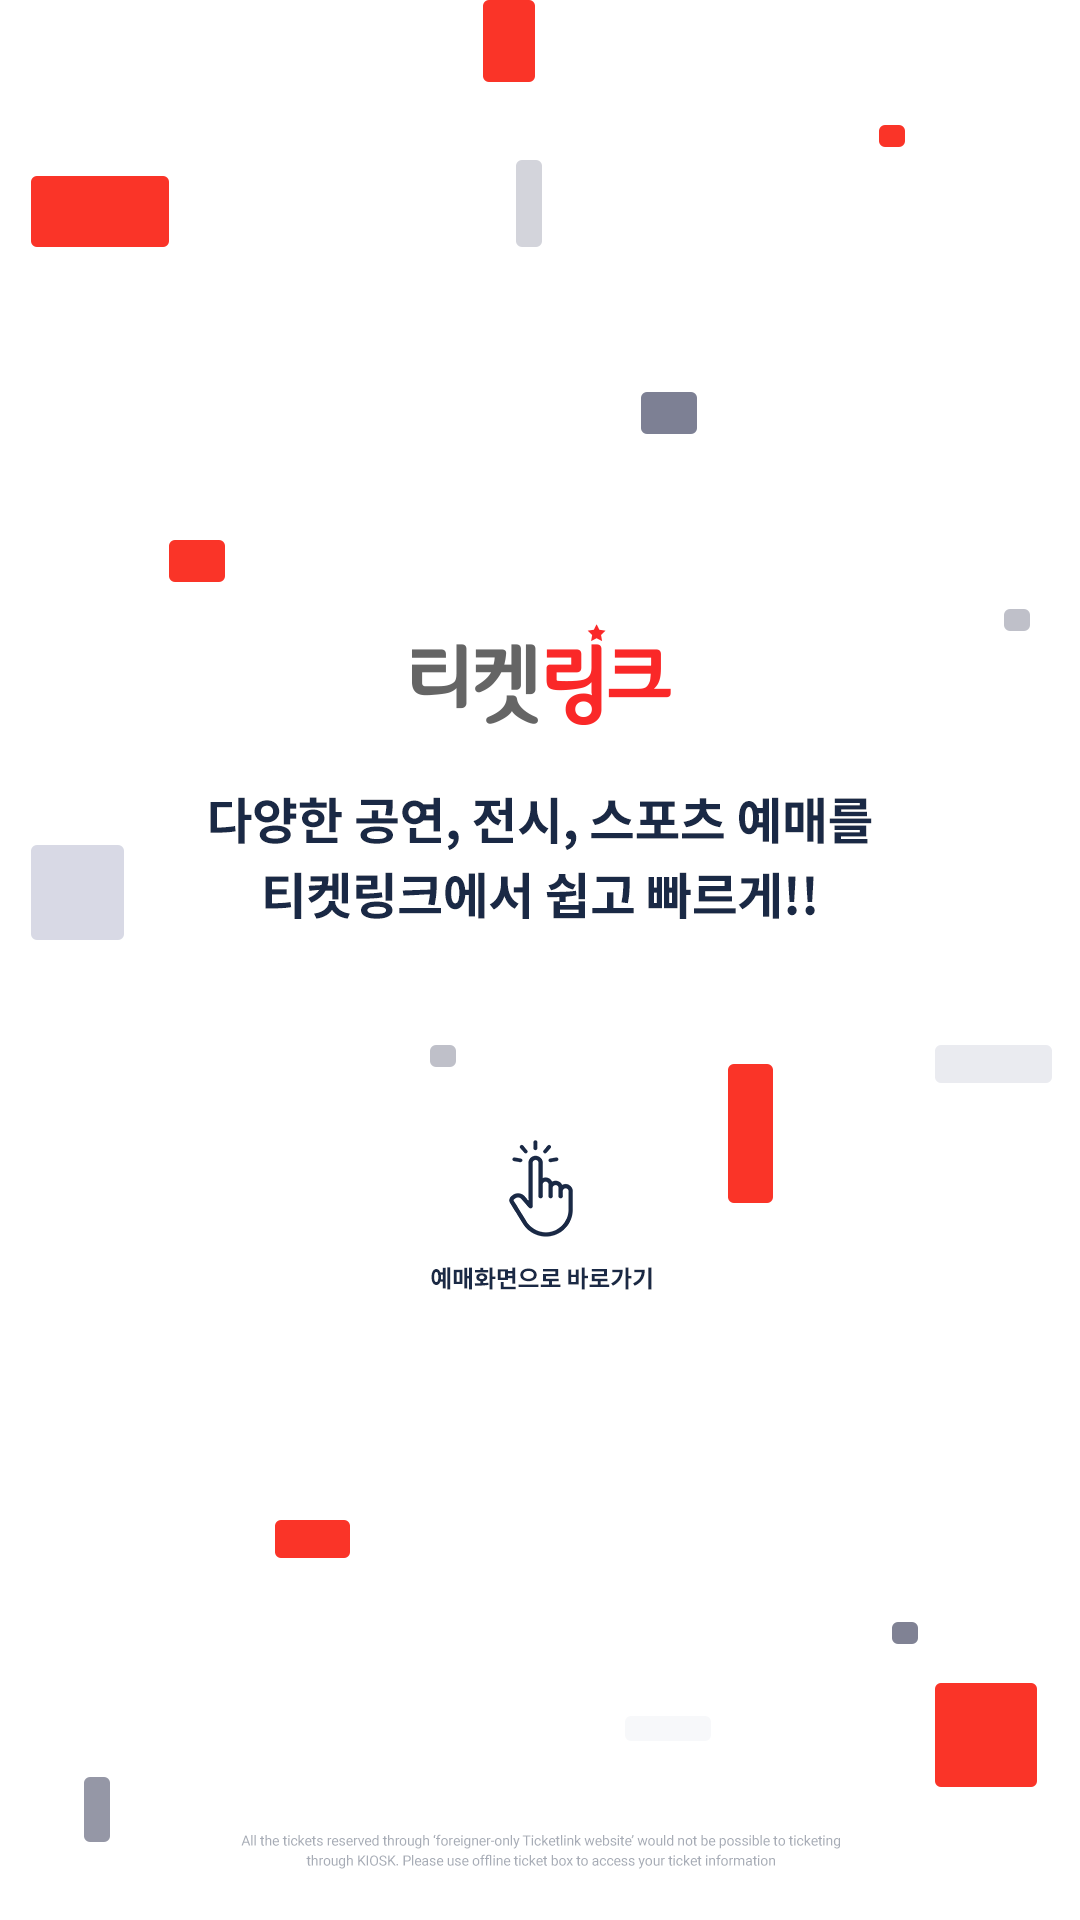 티켓링크
다양한 공연, 전시, 스포츠 예매를
티켓링크에서 쉽고 빠르게!!
예매화면으로 바로가기
All the tickets reserved through 'foreigner-only Ticketlink website' would not be possible to ticketing
through KIOSK. Please use offline ticket box to access your ticket information